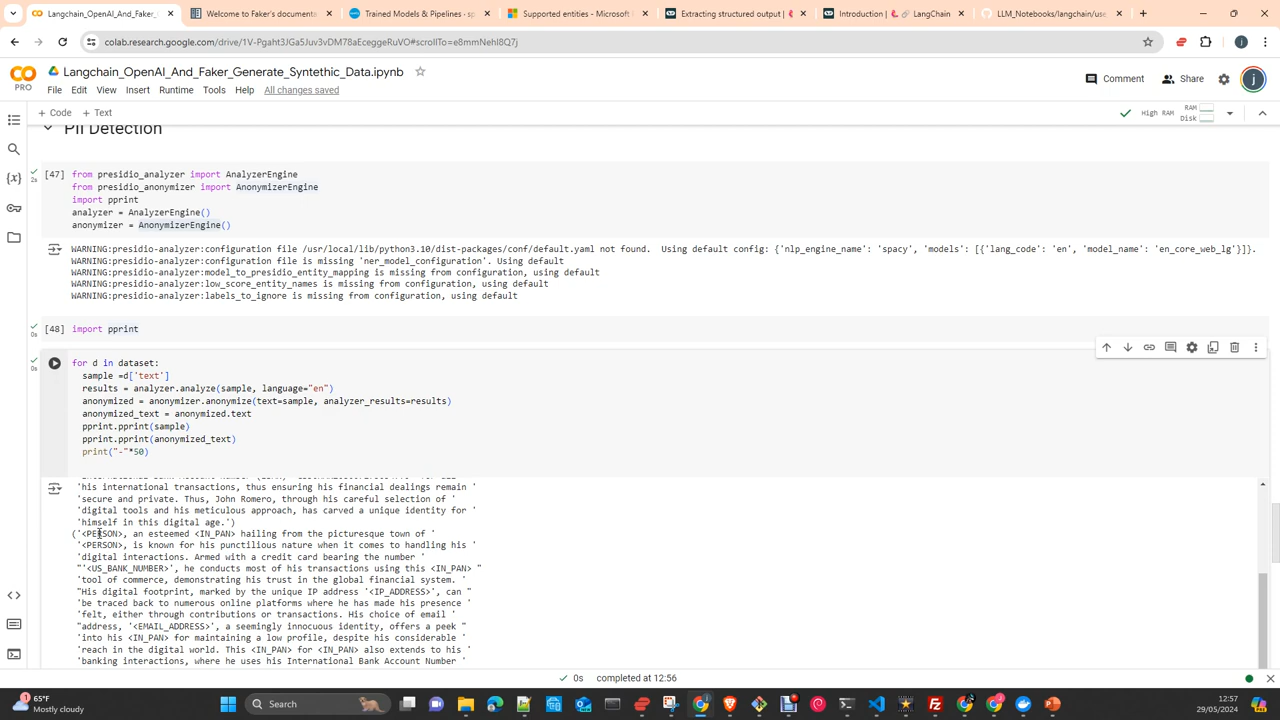 Langchain_OpenAI_And_Faker_
Welcome to Faker's documenta
Trained Models & Pipelines · sp
Supported entities - Microsoft
Extracting structured output |
Introduction | LangChain
LLM_Notebooks/langchain/use
colab.research.google.com/drive/1V-Pgaht3JGa5Juv3vDM78aEceggeRuVO#scrollTo=e8mmNehI8Q7j
Langchain_OpenAI_And_Faker_Generate_Syntethic_Data.ipynb
Comment
Share
PRO
File Edit View Insert Runtime Tools Help All changes saved
+ Code + Text
High RAM
RAM
Disk
PII Detection
[47] from presidio_analyzer import AnalyzerEngine
2s
from presidio_anonymizer import AnonymizerEngine
import pprint
analyzer = AnalyzerEngine()
anonymizer = AnonymizerEngine()
WARNING:presidio-analyzer:configuration file /usr/local/lib/python3.10/dist-packages/conf/default.yaml not found. Using default config: {'nlp_engine_name': 'spacy', 'models': [{'lang_code': 'en', 'model_name': 'en_core_web_lg'}]}.
WARNING:presidio-analyzer:configuration file is missing 'ner_model_configuration'. Using default
WARNING:presidio-analyzer:model_to_presidio_entity_mapping is missing from configuration, using default
WARNING:presidio-analyzer:low_score_entity_names is missing from configuration, using default
WARNING:presidio-analyzer:labels_to_ignore is missing from configuration, using default
[48] import pprint
0s
for d in dataset:
0s
sample =d['text']
results = analyzer.analyze(sample, language="en")
anonymized = anonymizer.anonymize(text=sample, analyzer_results=results)
anonymized_text = anonymized.text
pprint.pprint(sample)
pprint.pprint(anonymized_text)
print("-"*50)
'his international transactions, thus ensuring his financial dealings remain '
'secure and private. Thus, John Romero, through his careful selection of '
'digital tools and his meticulous approach, has carved a unique identity for '
'himself in this digital age.')
('<PERSON>, an esteemed <IN_PAN> hailing from the picturesque town of '
'<PERSON>, is known for his punctilious nature when it comes to handling his '
'digital interactions. Armed with a credit card bearing the number '
"'<US_BANK_NUMBER>', he conducts most of his transactions using this <IN_PAN> "
'tool of commerce, demonstrating his trust in the global financial system. '
"His digital footprint, marked by the unique IP address '<IP_ADDRESS>', can "
'be traced back to numerous online platforms where he has made his presence '
'felt, either through contributions or transactions. His choice of email '
"address, '<EMAIL_ADDRESS>', a seemingly innocuous identity, offers a peek "
'into his <IN_PAN> for maintaining a low profile, despite his considerable '
'reach in the digital world. This <IN_PAN> for <IN_PAN> also extends to his '
'banking interactions, where he uses his International Bank Account Number '
0s completed at 12:56
65°F
Mostly cloudy
Search
12:57
29/05/2024